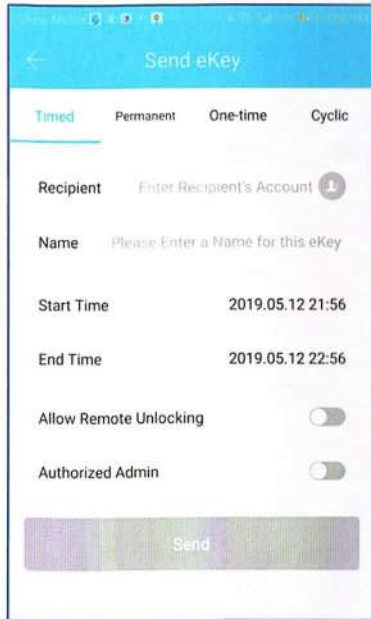 Send eKey
Timed Permanent One-time Cyclic
Recipient Enter Recipient's Account
Name Please Enter a Name for this eKey
Start Time 2019.05.12 21:56
End Time 2019.05.12 22:56
Allow Remote Unlocking
Authorized Admin
Send